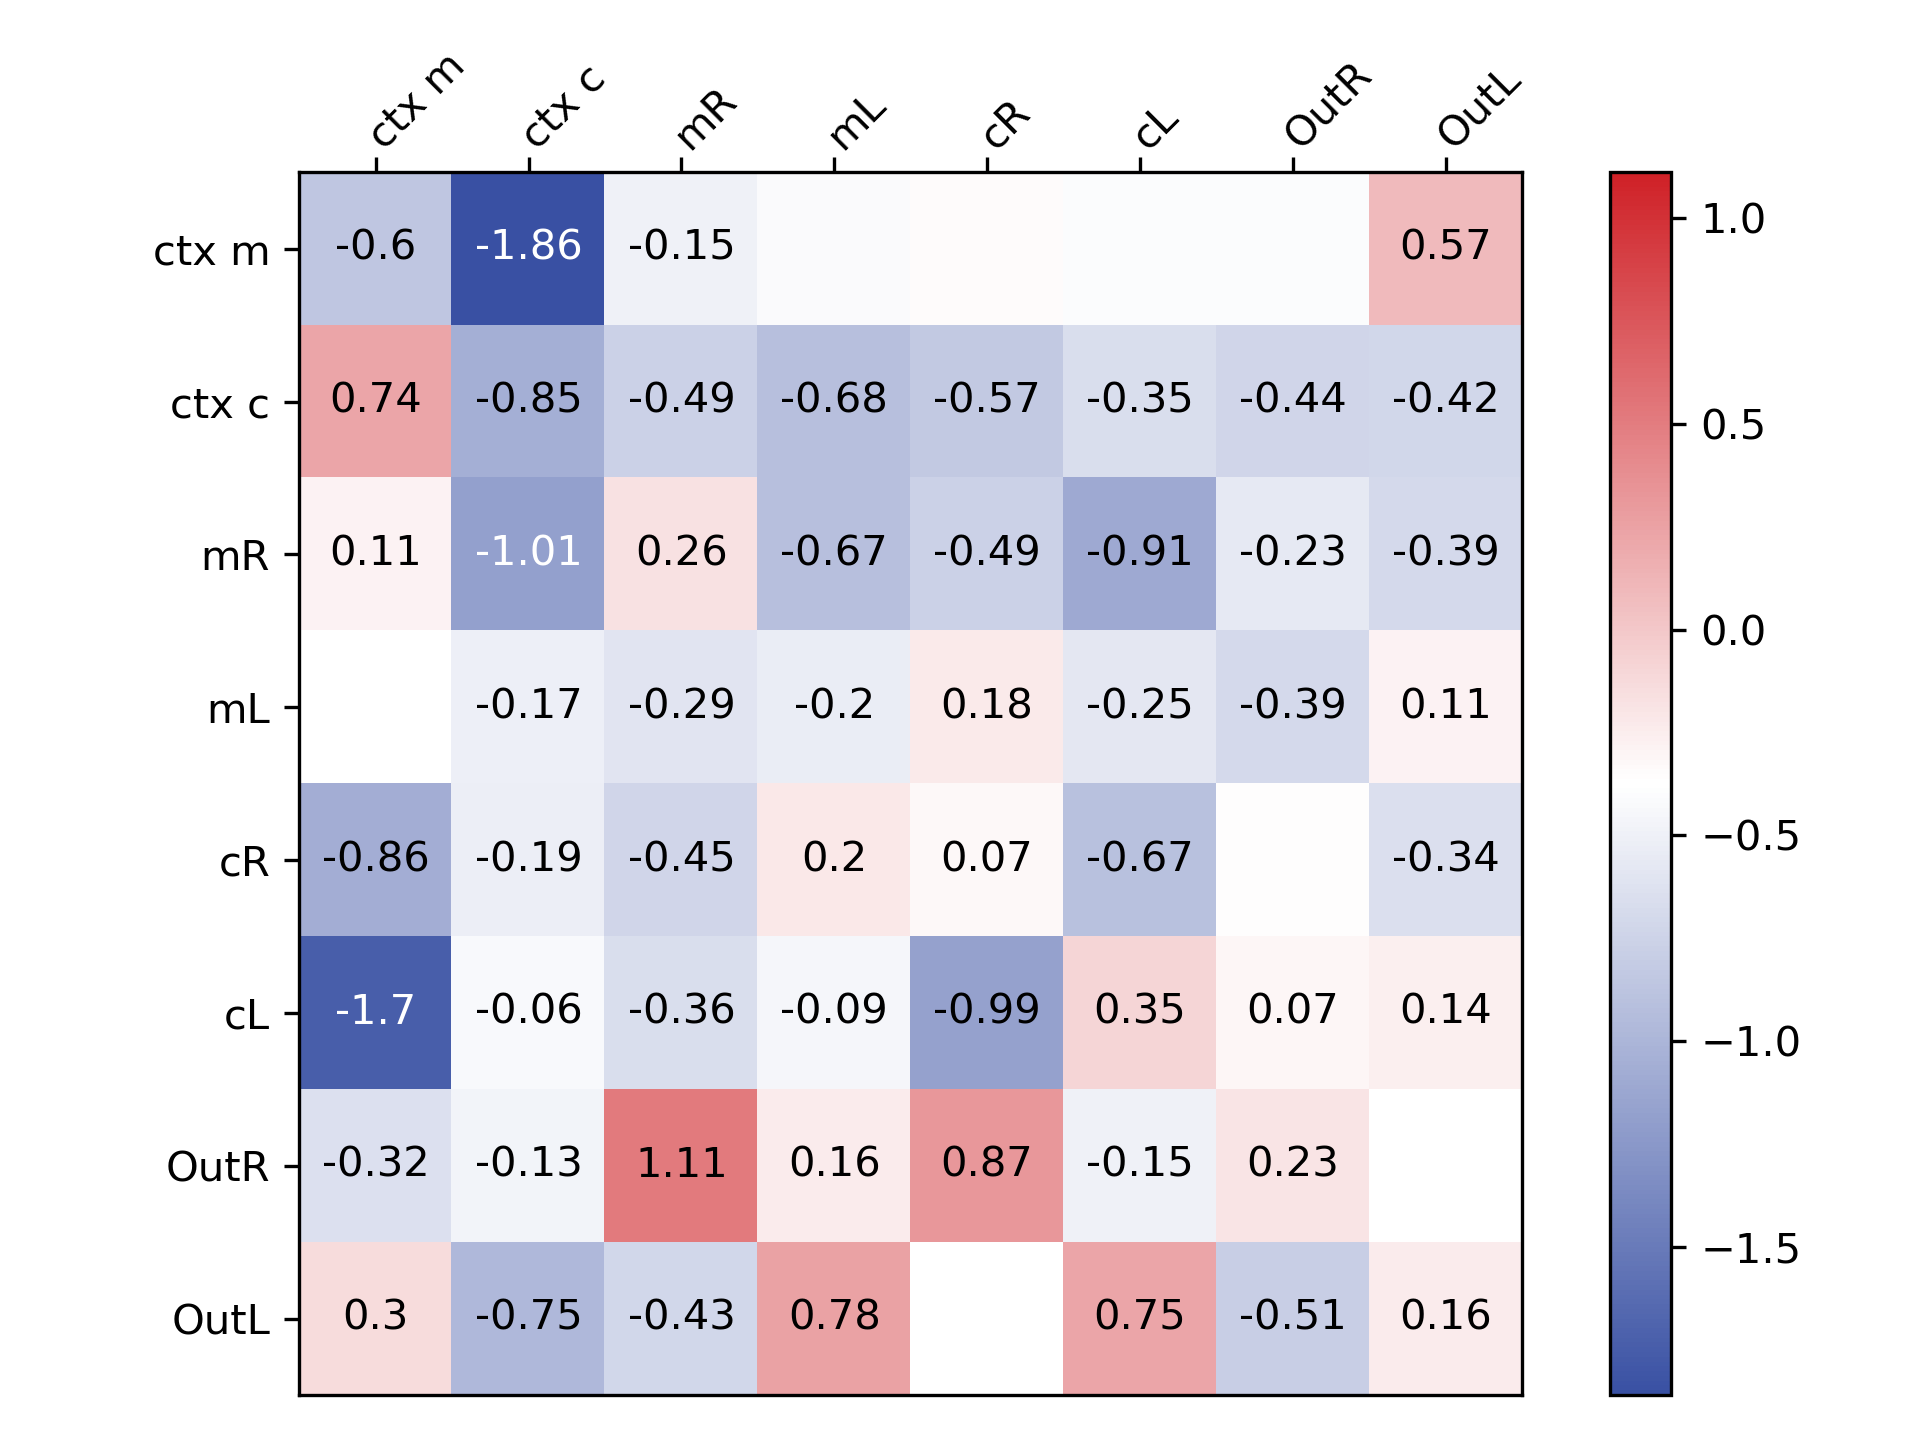 ctx m ctx c mR mL cR cL OutR OutL
ctx m -0.6 -1.86 -0.15 0.57
ctx c 0.74 -0.85 -0.49 -0.68 -0.57 -0.35 -0.44 -0.42
mR 0.11 -1.01 0.26 -0.67 -0.49 -0.91 -0.23 -0.39
mL -0.17 -0.29 -0.2 0.18 -0.25 -0.39 0.11
cR -0.86 -0.19 -0.45 0.2 0.07 -0.67 -0.34
cL -1.7 -0.06 -0.36 -0.09 -0.99 0.35 0.07 0.14
OutR -0.32 -0.13 1.11 0.16 0.87 -0.15 0.23
OutL 0.3 -0.75 -0.43 0.78 0.75 -0.51 0.16
1.0
0.5
0.0
−0.5
−1.0
−1.5